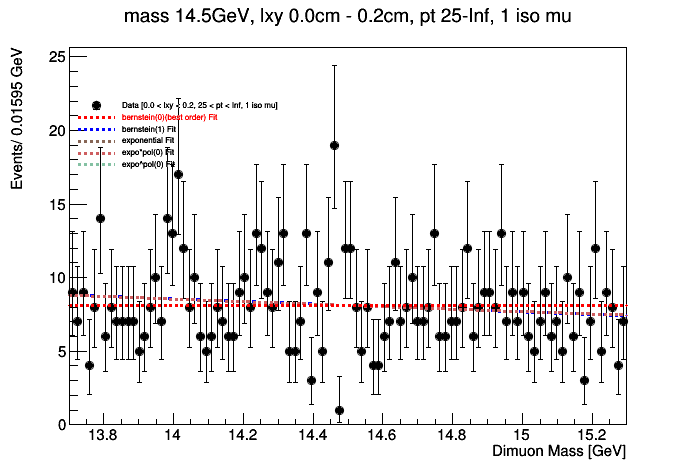 mass 14.5GeV, lxy 0.0cm - 0.2cm, pt 25-Inf, 1 iso mu
Events/ 0.01595 GeV
25
20
15
10
5
0
Data [0.0 < lxy < 0.2, 25 < pt < Inf, 1 iso mu]
bernstein(0)(best order) Fit
bernstein(1) Fit
exponential Fit
expo*pol(0) Fit
expo^pol(0) Fit
13.8 14 14.2 14.4 14.6 14.8 15 15.2
Dimuon Mass [GeV]